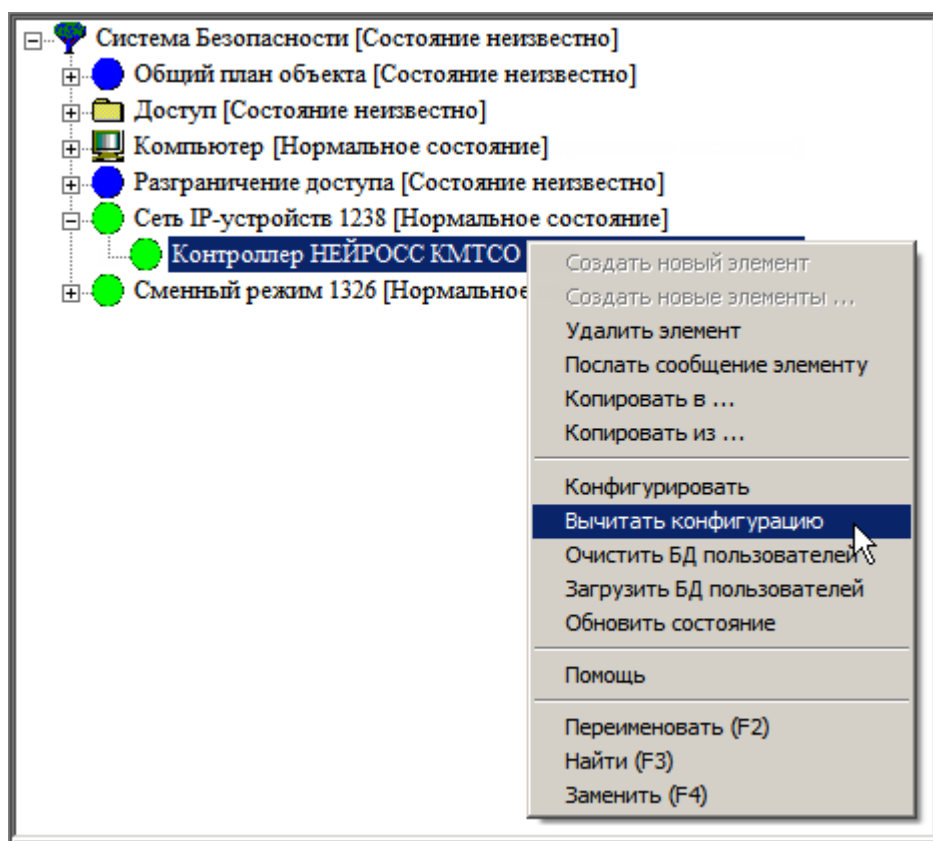 Система Безопасности [Состояние неизвестно]
Общий план объекта [Состояние неизвестно]
Доступ [Состояние неизвестно]
Компьютер [Нормальное состояние]
Разграничение доступа [Состояние неизвестно]
Сеть IP-устройств 1238 [Нормальное состояние]
Контроллер НЕЙРОСС КМТСО
Сменный режим 1326 [Нормальное
Создать новый элемент
Создать новые элементы ...
Удалить элемент
Послать сообщение элементу
Копировать в ...
Копировать из ...
Конфигурировать
Вычитать конфигурацию
Очистить БД пользователей
Загрузить БД пользователей
Обновить состояние
Помощь
Переименовать (F2)
Найти (F3)
Заменить (F4)